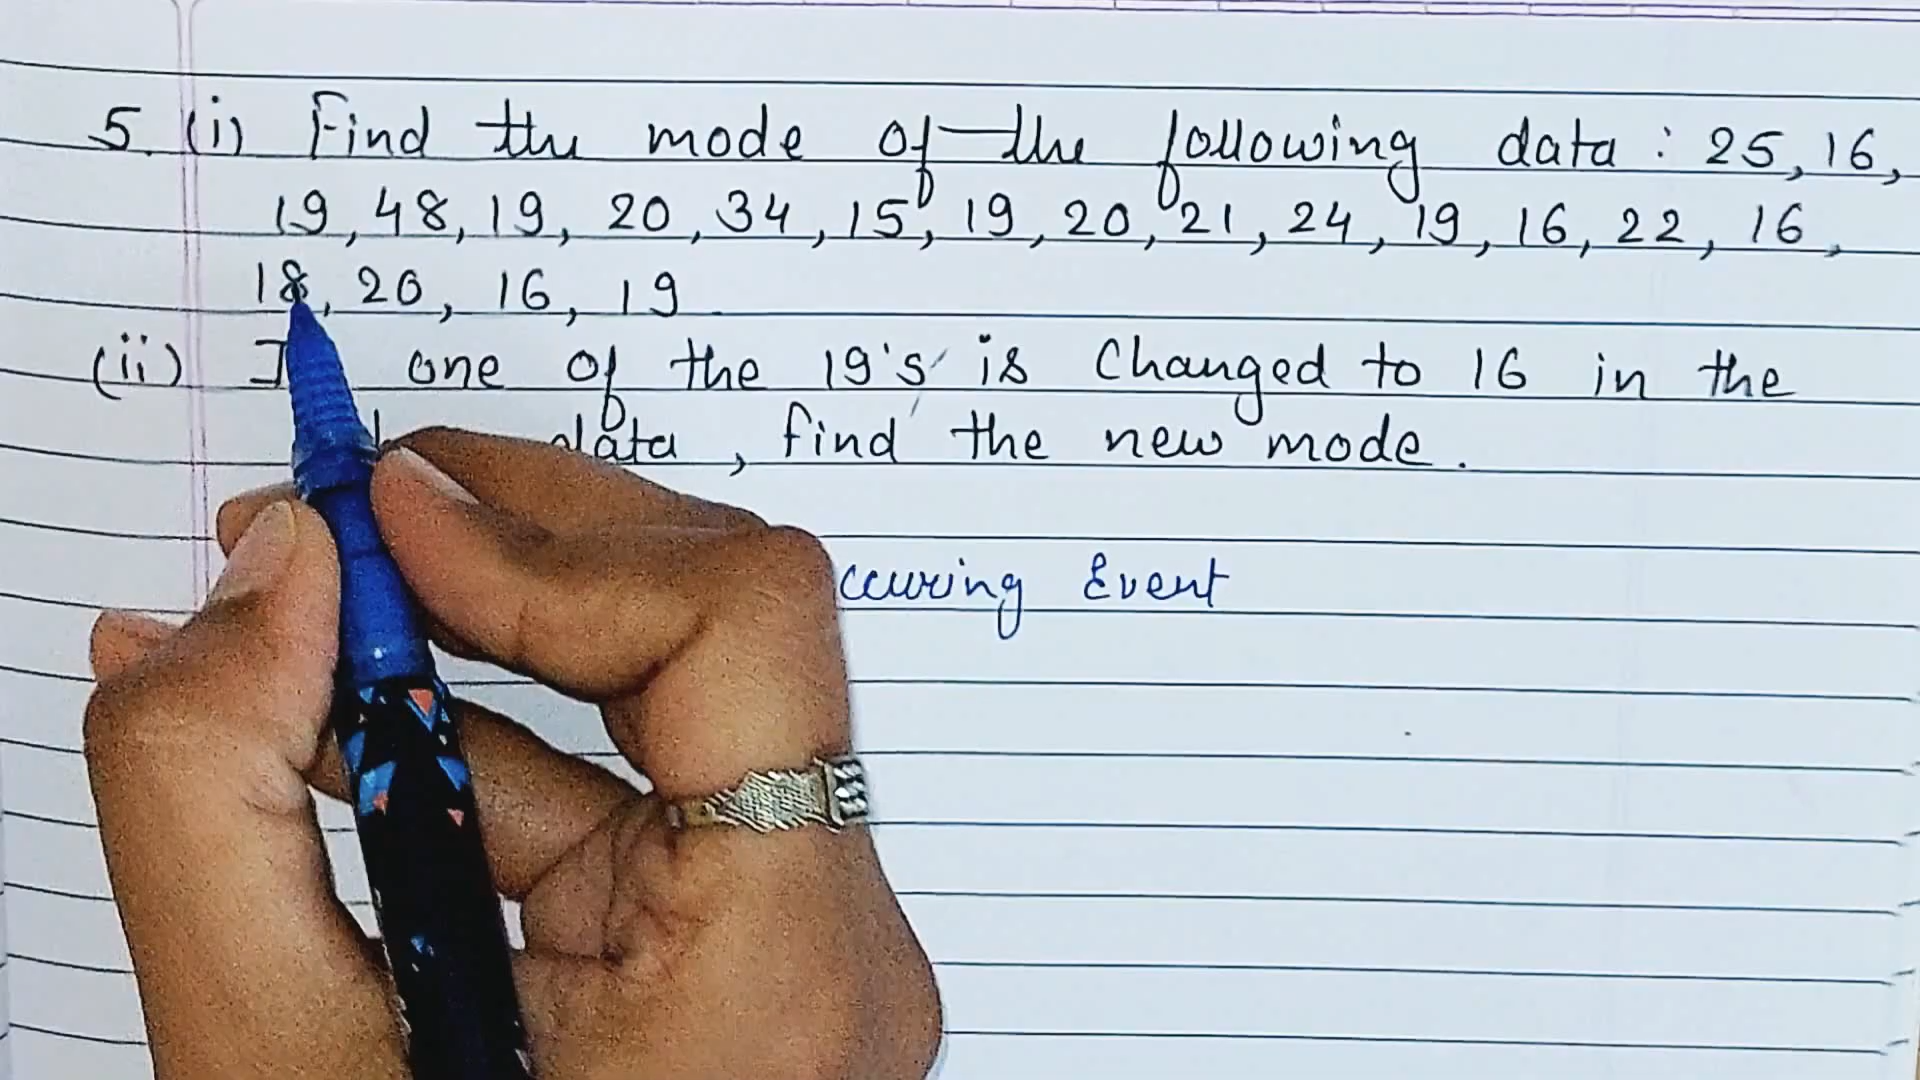 5. (i) Find the mode of the following data : 25, 16,
19, 48, 19, 20, 34, 15, 19, 20, 21, 24, 19, 16, 22, 16,
18, 20, 16, 19
(ii) one of the 19's is Changed to 16 in the
data, find the new mode.
Event